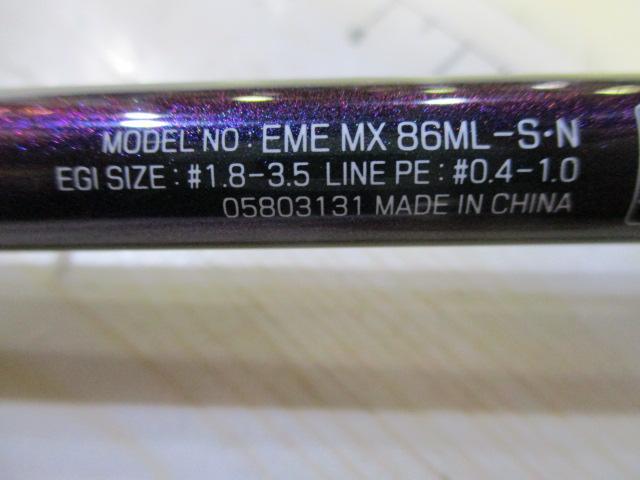 MODEL NO : EME MX 86ML-S·N
EGI SIZE : #1.8-3.5 LINE PE : #0.4-1.0
05803131 MADE IN CHINA